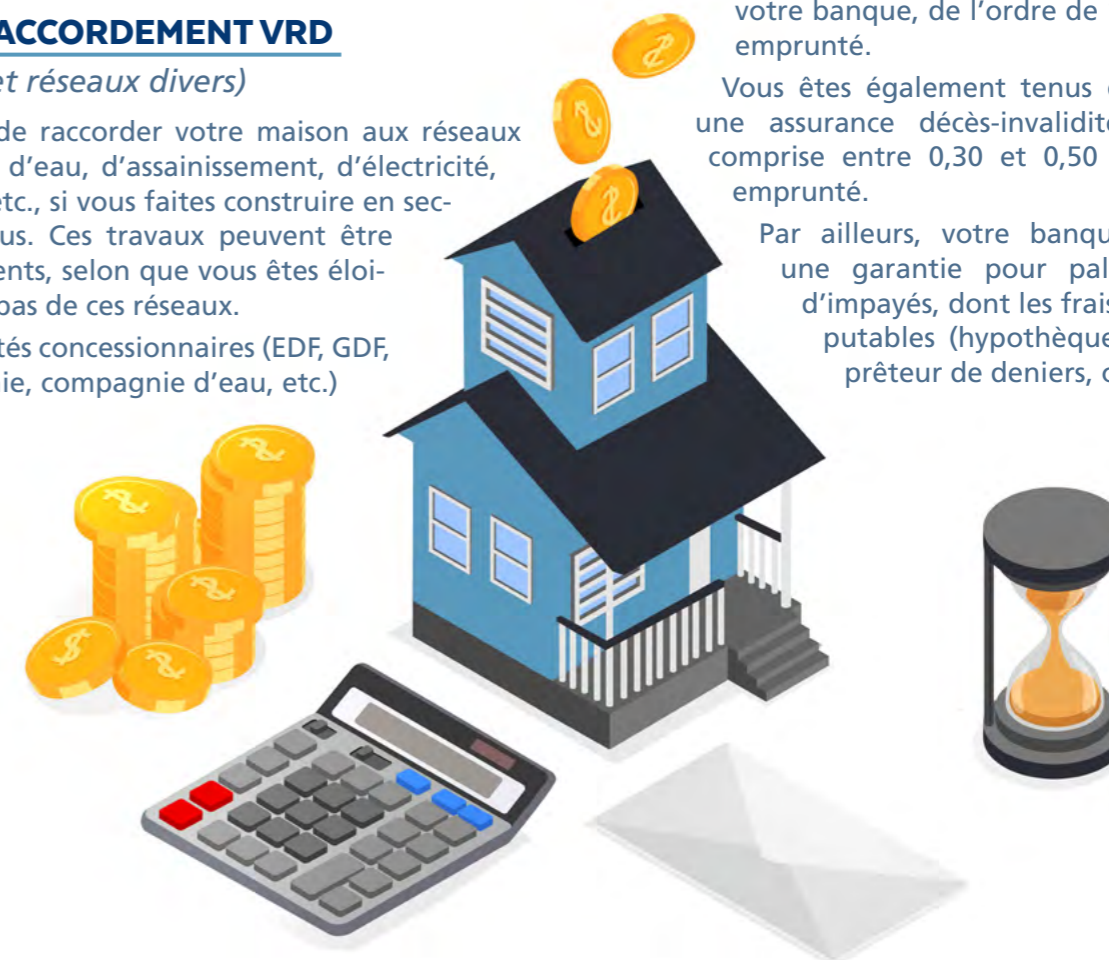 ACCORDEMENT VRD
et réseaux divers)
de raccorder votre maison aux réseaux
d'eau, d'assainissement, d'électricité,
etc., si vous faites construire en sec-
us. Ces travaux peuvent être
ents, selon que vous êtes éloi-
pas de ces réseaux.
tés concessionnaires (EDF, GDF,
ie, compagnie d'eau, etc.)
votre banque, de l'ordre de
emprunté.
Vous êtes également tenus
une assurance décès-invalidité
comprise entre 0,30 et 0,50
emprunté.
Par ailleurs, votre banqu
une garantie pour pal
d'impayés, dont les frais
putables (hypothèque
prêteur de deniers,